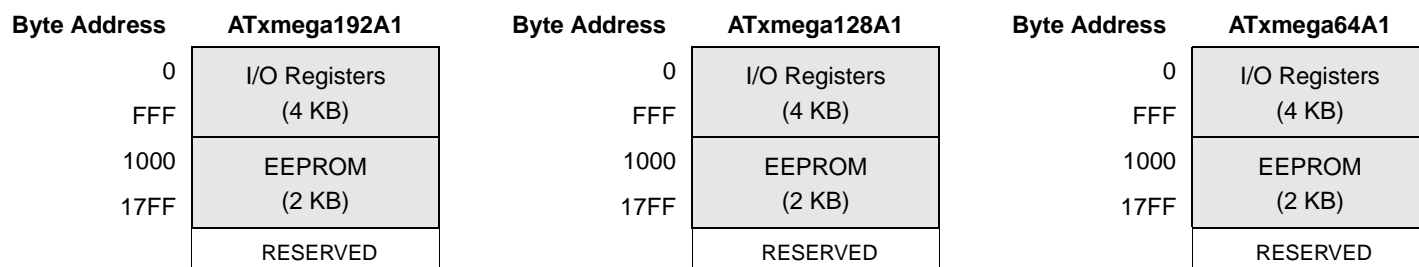 Byte Address ATxmega192A1 Byte Address ATxmega128A1 Byte Address ATxmega64A1
0 I/O Registers 0 I/O Registers 0 I/O Registers
FFF (4 KB) FFF (4 KB) FFF (4 KB)
1000 EEPROM 1000 EEPROM 1000 EEPROM
17FF (2 KB) 17FF (2 KB) 17FF (2 KB)
RESERVED RESERVED RESERVED